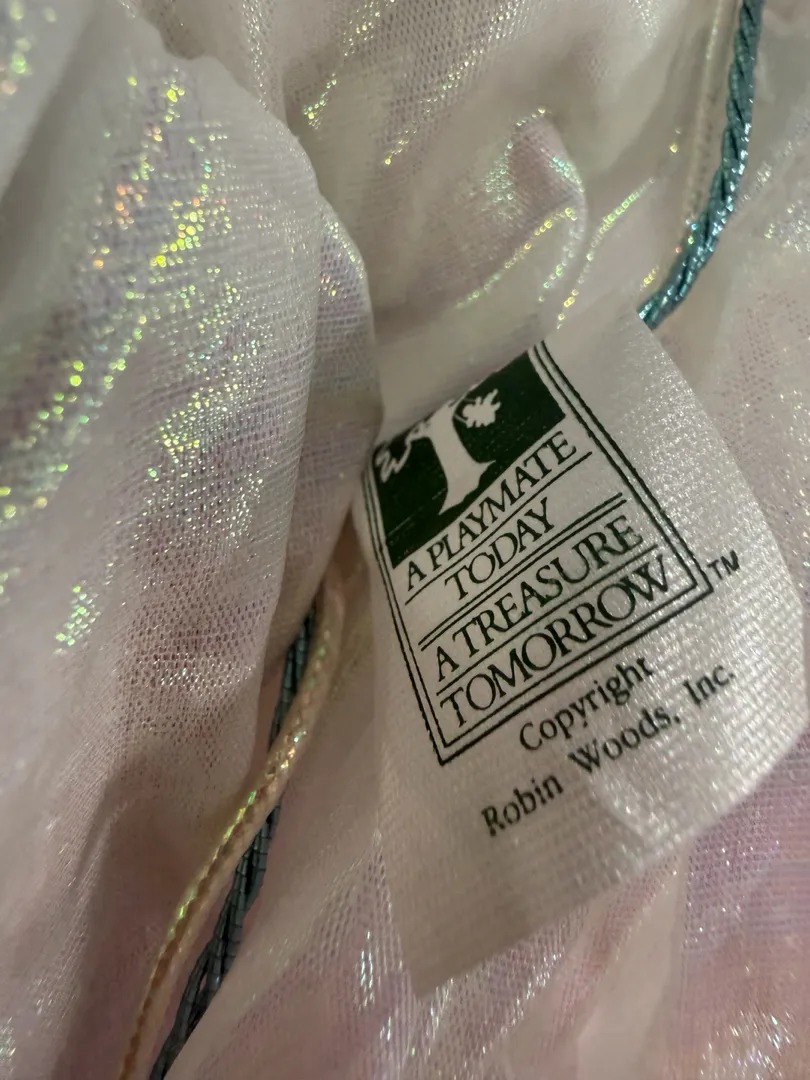 A PLAYMATE
TODAY
A TREASURE
TOMORROW
TM
Copyright
Robin Woods, Inc.